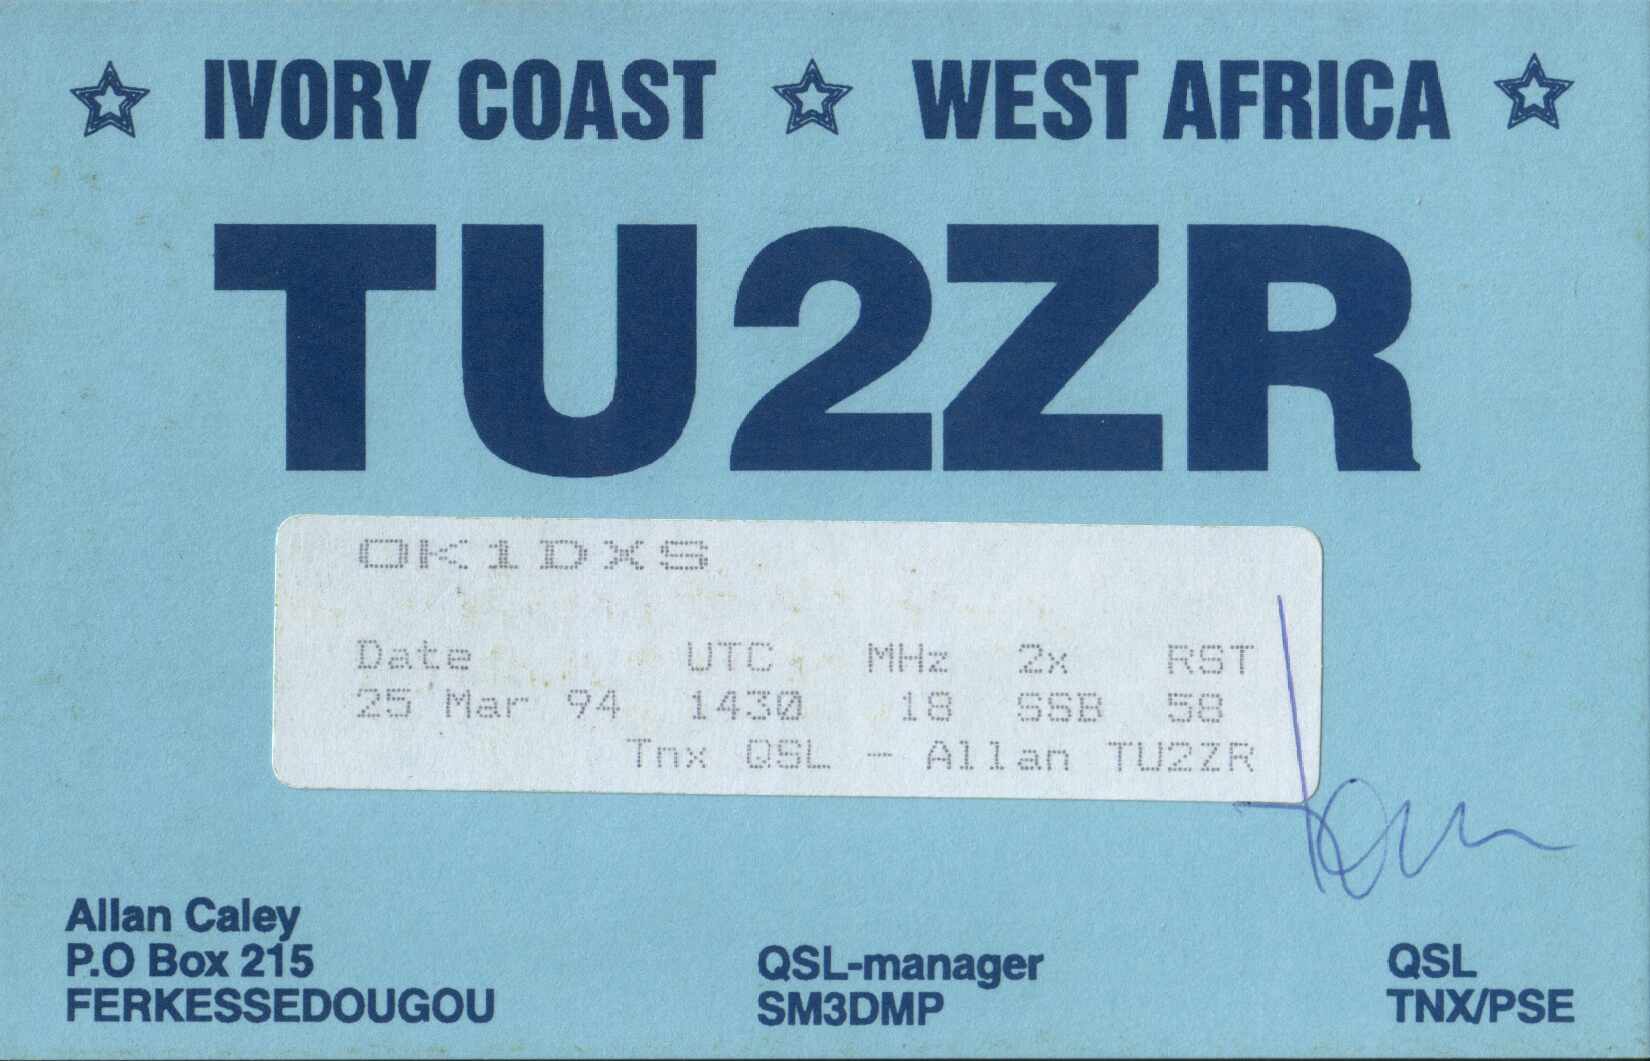 IVORY COAST WEST AFRICA
TU2ZR
OK1DXS
Date UTC MHz 2x RST
25 Mar 94 1430 18 SSB 58
Tnx QSL - Allan TU2ZR
Allan Caley
P.O Box 215
FERKESSEDOUGOU
QSL-manager
SM3DMP
QSL
TNX/PSE